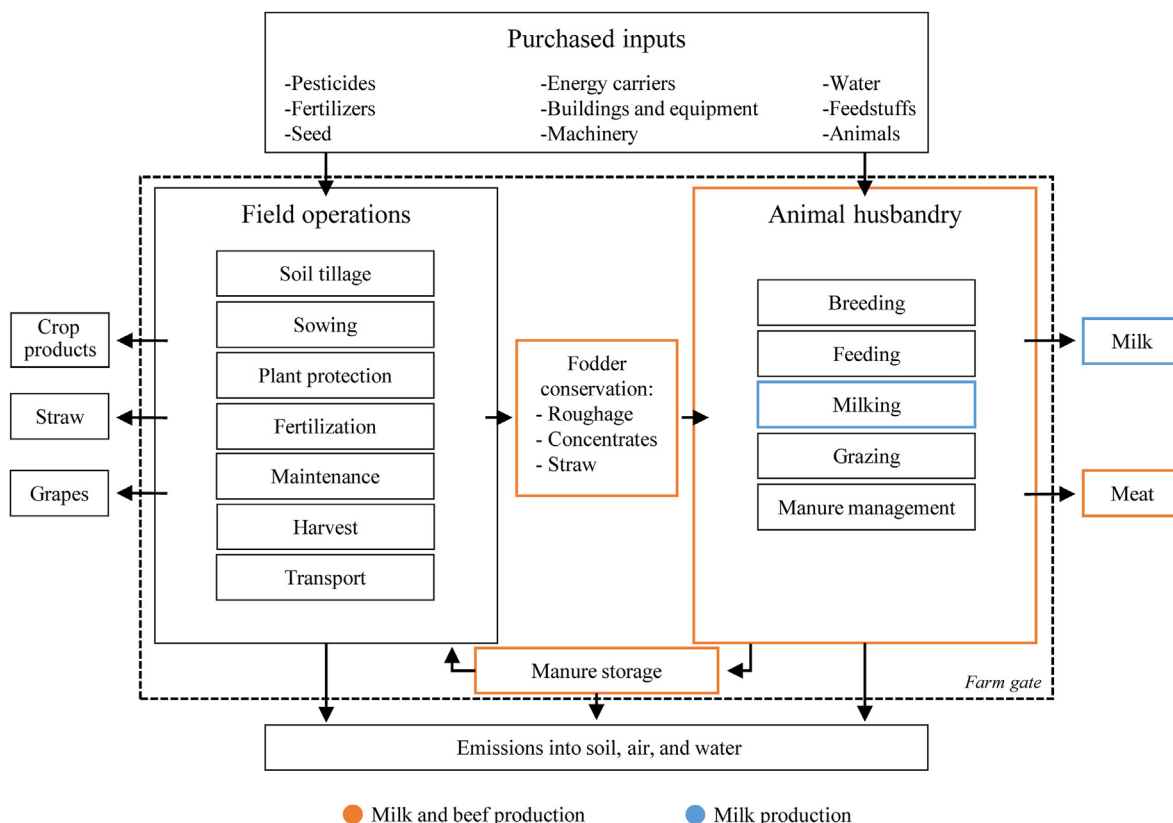 Purchased inputs
-Pesticides
-Fertilizers
-Seed
-Energy carriers
-Buildings and equipment
-Machinery
-Water
-Feedstuffs
-Animals
Field operations
Soil tillage
Sowing
Plant protection
Fertilization
Maintenance
Harvest
Transport
Crop
products
Straw
Grapes
Fodder
conservation:
- Roughage
- Concentrates
- Straw
Animal husbandry
Breeding
Feeding
Milking
Grazing
Manure management
Milk
Meat
Manure storage
Farm gate
Emissions into soil, air, and water
Milk and beef production
Milk production